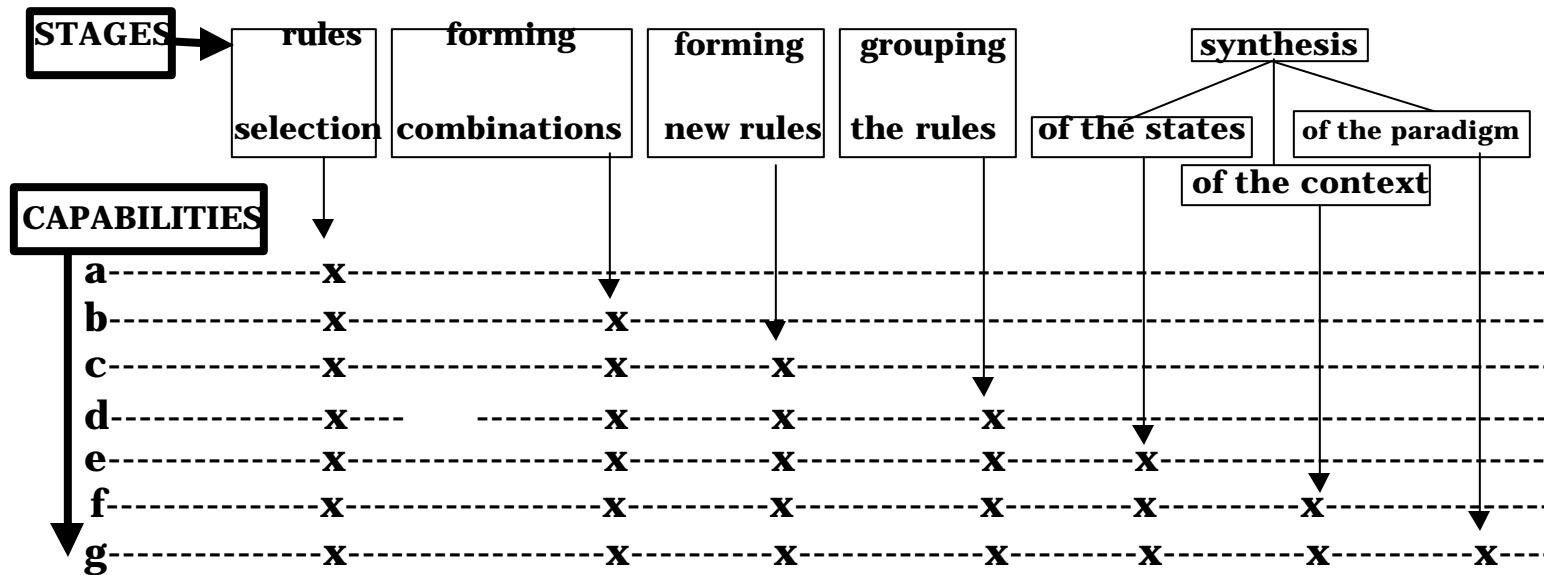 STAGES
rules selection
forming combinations
forming new rules
grouping the rules
synthesis
of the states
of the paradigm
of the context
CAPABILITIES
a x
b x x
c x x x
d x x x x
e x x x x x
f x x x x x x
g x x x x x x x